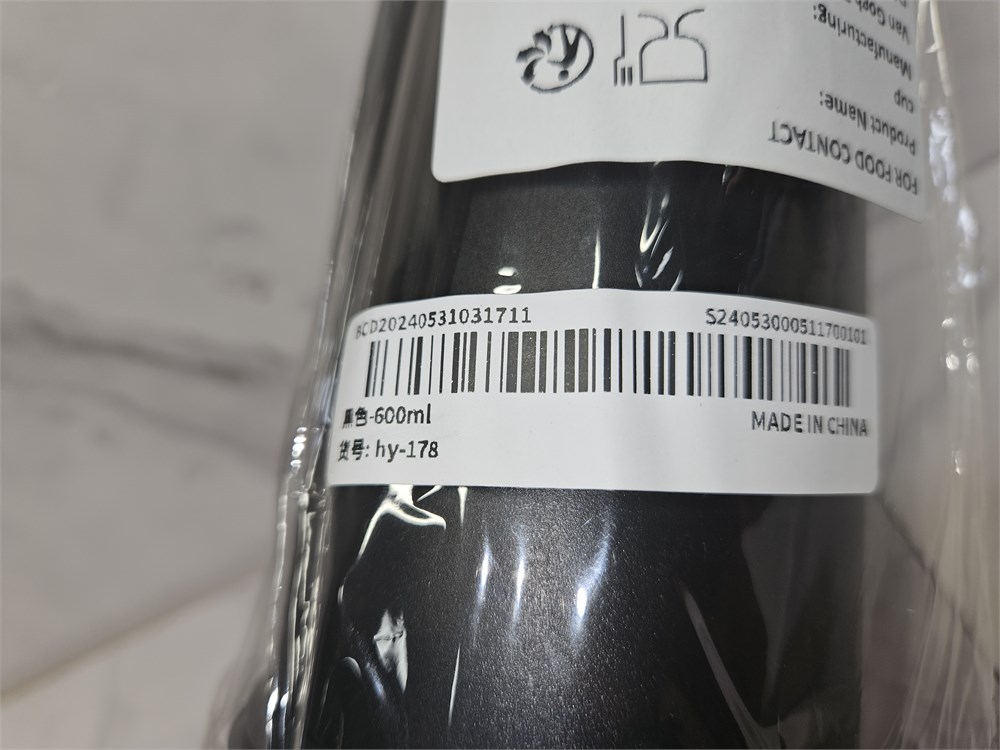 FOR FOOD CONTACT
Product Name:
cup
Manufacturing:
BCD20240531031711
S24053000511700101
黑色-600ml
MADE IN CHINA
货号: hy-178